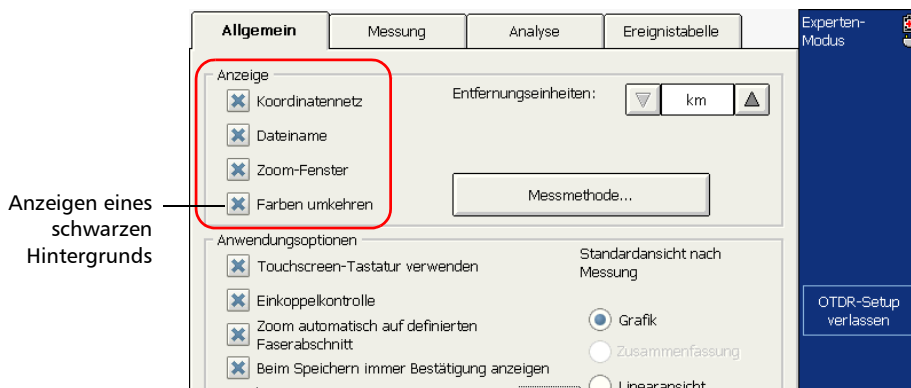 Allgemein
Messung
Analyse
Ereignistabelle
Experten-
Modus
Anzeige
Koordinatennetz
Entfernungseinheiten:
km
Dateiname
Zoom-Fenster
Farben umkehren
Messmethode...
Anzeigen eines
schwarzen
Hintergrunds
Anwendungsoptionen
Touchscreen-Tastatur verwenden
Standardansicht nach
Messung
Einkoppelkontrolle
Grafik
Zoom automatisch auf definierten
Faserabschnitt
Zusammenfassung
Beim Speichern immer Bestätigung anzeigen
Linearansicht
OTDR-Setup
verlassen